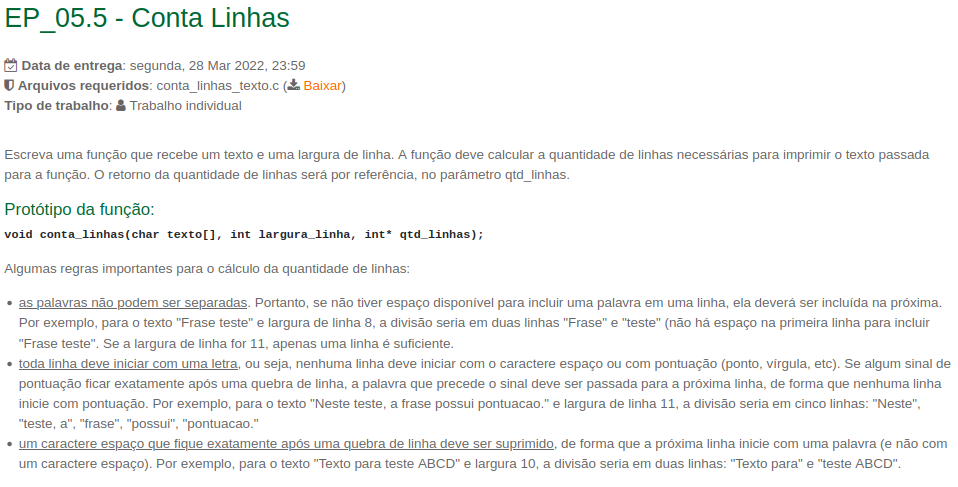 EP_05.5 - Conta Linhas
Data de entrega: segunda, 28 Mar 2022, 23:59
Arquivos requeridos: conta_linhas_texto.c (Baixar)
Tipo de trabalho: Trabalho individual
Escreva uma função que recebe um texto e uma largura de linha. A função deve calcular a quantidade de linhas necessárias para imprimir o texto passada
para a função. O retorno da quantidade de linhas será por referência, no parâmetro qtd_linhas.
Protótipo da função:
void conta_linhas(char texto[], int largura_linha, int* qtd_linhas);
Algumas regras importantes para o cálculo da quantidade de linhas:
• as palavras não podem ser separadas. Portanto, se não tiver espaço disponível para incluir uma palavra em uma linha, ela deverá ser incluída na próxima.
Por exemplo, para o texto "Frase teste" e largura de linha 8, a divisão seria em duas linhas "Frase" e "teste" (não há espaço na primeira linha para incluir
"Frase teste". Se a largura de linha for 11, apenas uma linha é suficiente.
• toda linha deve iniciar com uma letra, ou seja, nenhuma linha deve iniciar com o caractere espaço ou com pontuação (ponto, vírgula, etc). Se algum sinal de
pontuação ficar exatamente após uma quebra de linha, a palavra que precede o sinal deve ser passada para a próxima linha, de forma que nenhuma linha
inicie com pontuação. Por exemplo, para o texto "Neste teste, a frase possui pontuacao." e largura 11, a divisão seria em cinco linhas: "Neste",
"teste, a", "frase", "possui", "pontuacao."
• um caractere espaço que fique exatamente após uma quebra de linha deve ser suprimido, de forma que a próxima linha inicie com uma palavra (e não com
um caractere espaço). Por exemplo, para o texto "Texto para teste ABCD" e largura 10, a divisão seria em duas linhas: "Texto para" e "teste ABCD".